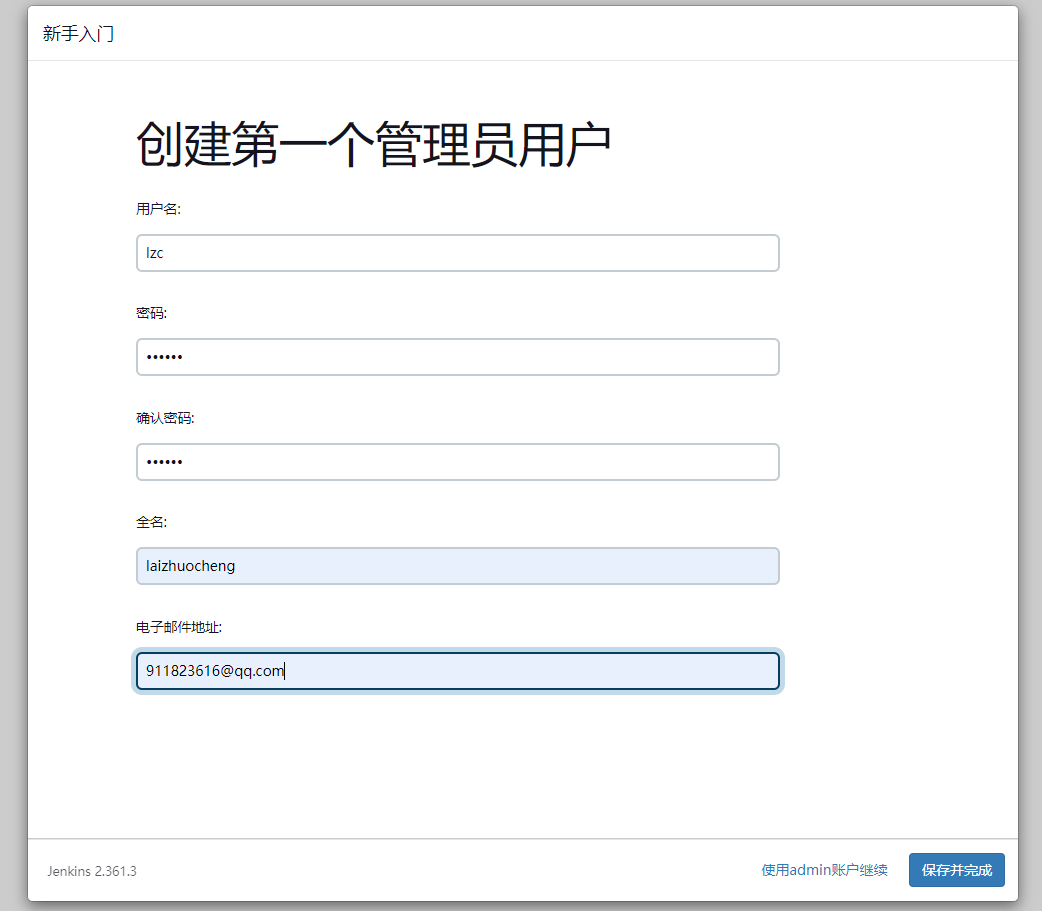 新手入门
创建第一个管理员用户
用户名:
lzc
密码:
••••••
确认密码:
••••••
全名:
laizhuocheng
电子邮件地址:
911823616@qq.com
Jenkins 2.361.3
使用admin账户继续
保存并完成